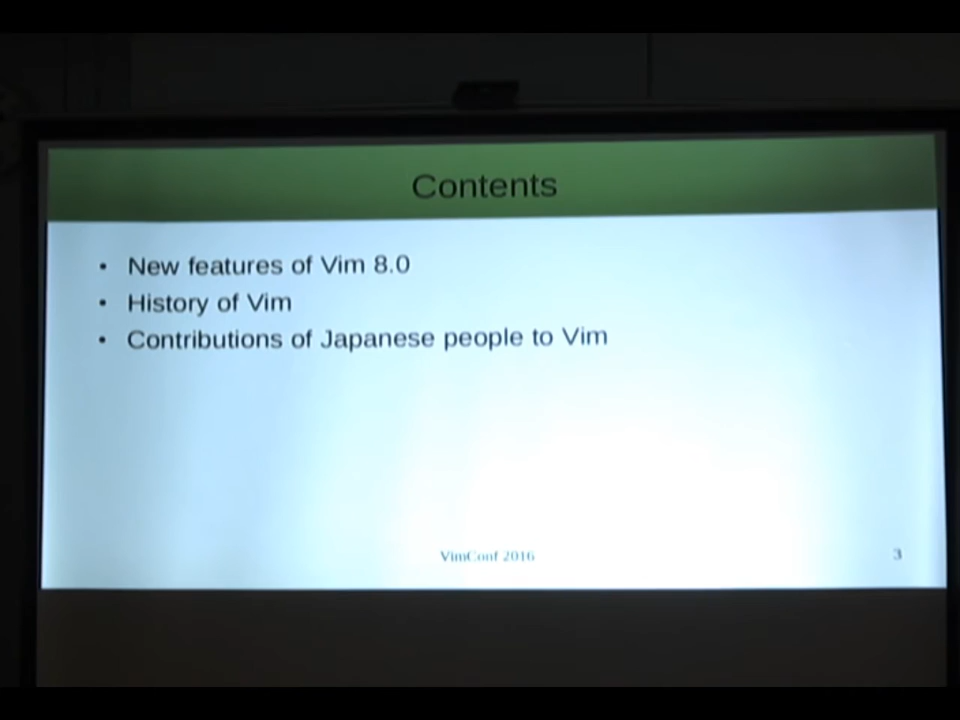 Contents
• New features of Vim 8.0
• History of Vim
• Contributions of Japanese people to Vim
VimConf 2016
3